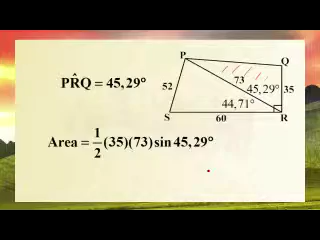 P
Q
PR̂Q = 45,29°
73
45,29°
35
52
44,71°
S
60
R
Area = 1/2 (35)(73) sin 45,29°